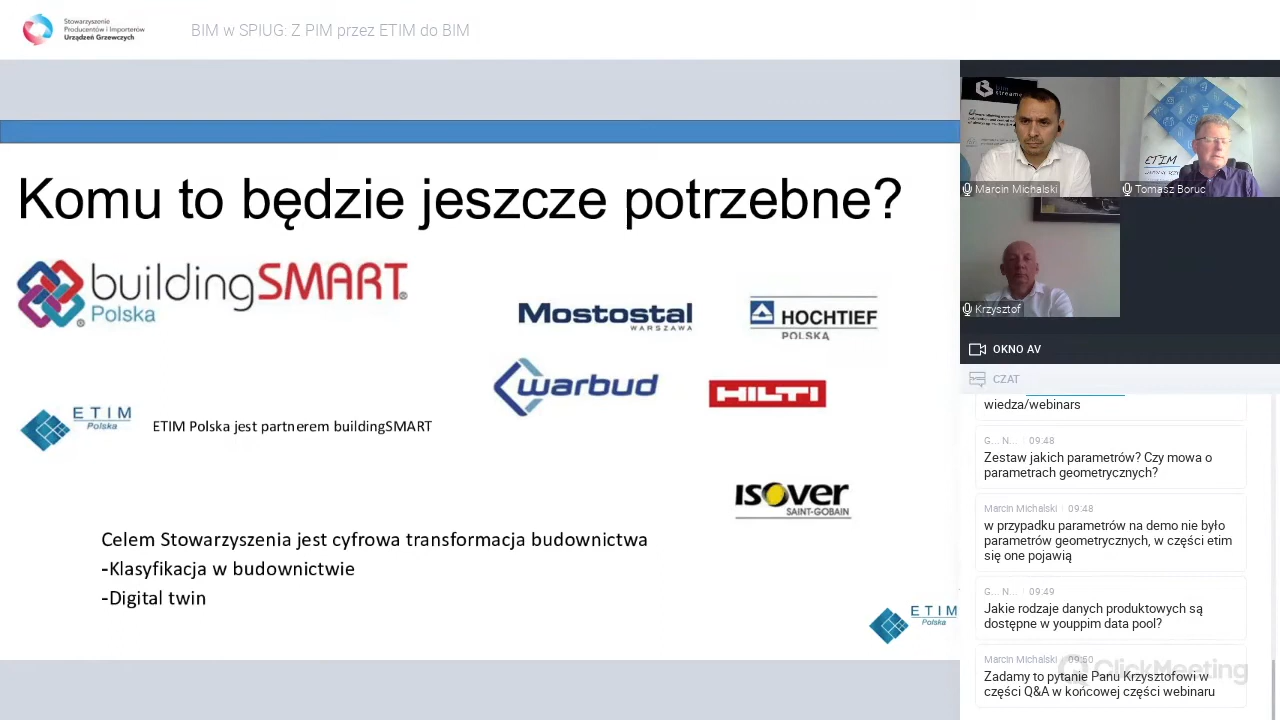 Stowarzyszenie
Producentów i Importerów
Urządzeń Grzewczych
BIM w SPIUG: Z PIM przez ETIM do BIM
Komu to będzie jeszcze potrzebne?
buildingSMART®
® Polska
Mostostal
WARSZAWA
HOCHTIEF
POLSKA
warbud
HILTI
ETIM
Polska
ETIM Polska jest partnerem buildingSMART
ISOVER
SAINT-GOBAIN
Celem Stowarzyszenia jest cyfrowa transformacja budownictwa
-Klasyfikacja w budownictwie
-Digital twin
ETIM
Polska
ETIM
Marcin Michalski
Tomasz Boruc
Krzysztof
OKNO AV
CZAT
wiedza/webinars
G... N... 09:48
Zestaw jakich parametrów? Czy mowa o
parametrach geometrycznych?
Marcin Michalski 09:48
w przypadku parametrów na demo nie było
parametrów geometrycznych, w części etim
się one pojawią
G... N... 09:49
Jakie rodzaje danych produktowych są
dostępne w youppim data pool?
Marcin Michalski 09:50
Zadamy to pytanie Panu Krzysztofowi w
części Q&A w końcowej części webinaru
ClickMeeting